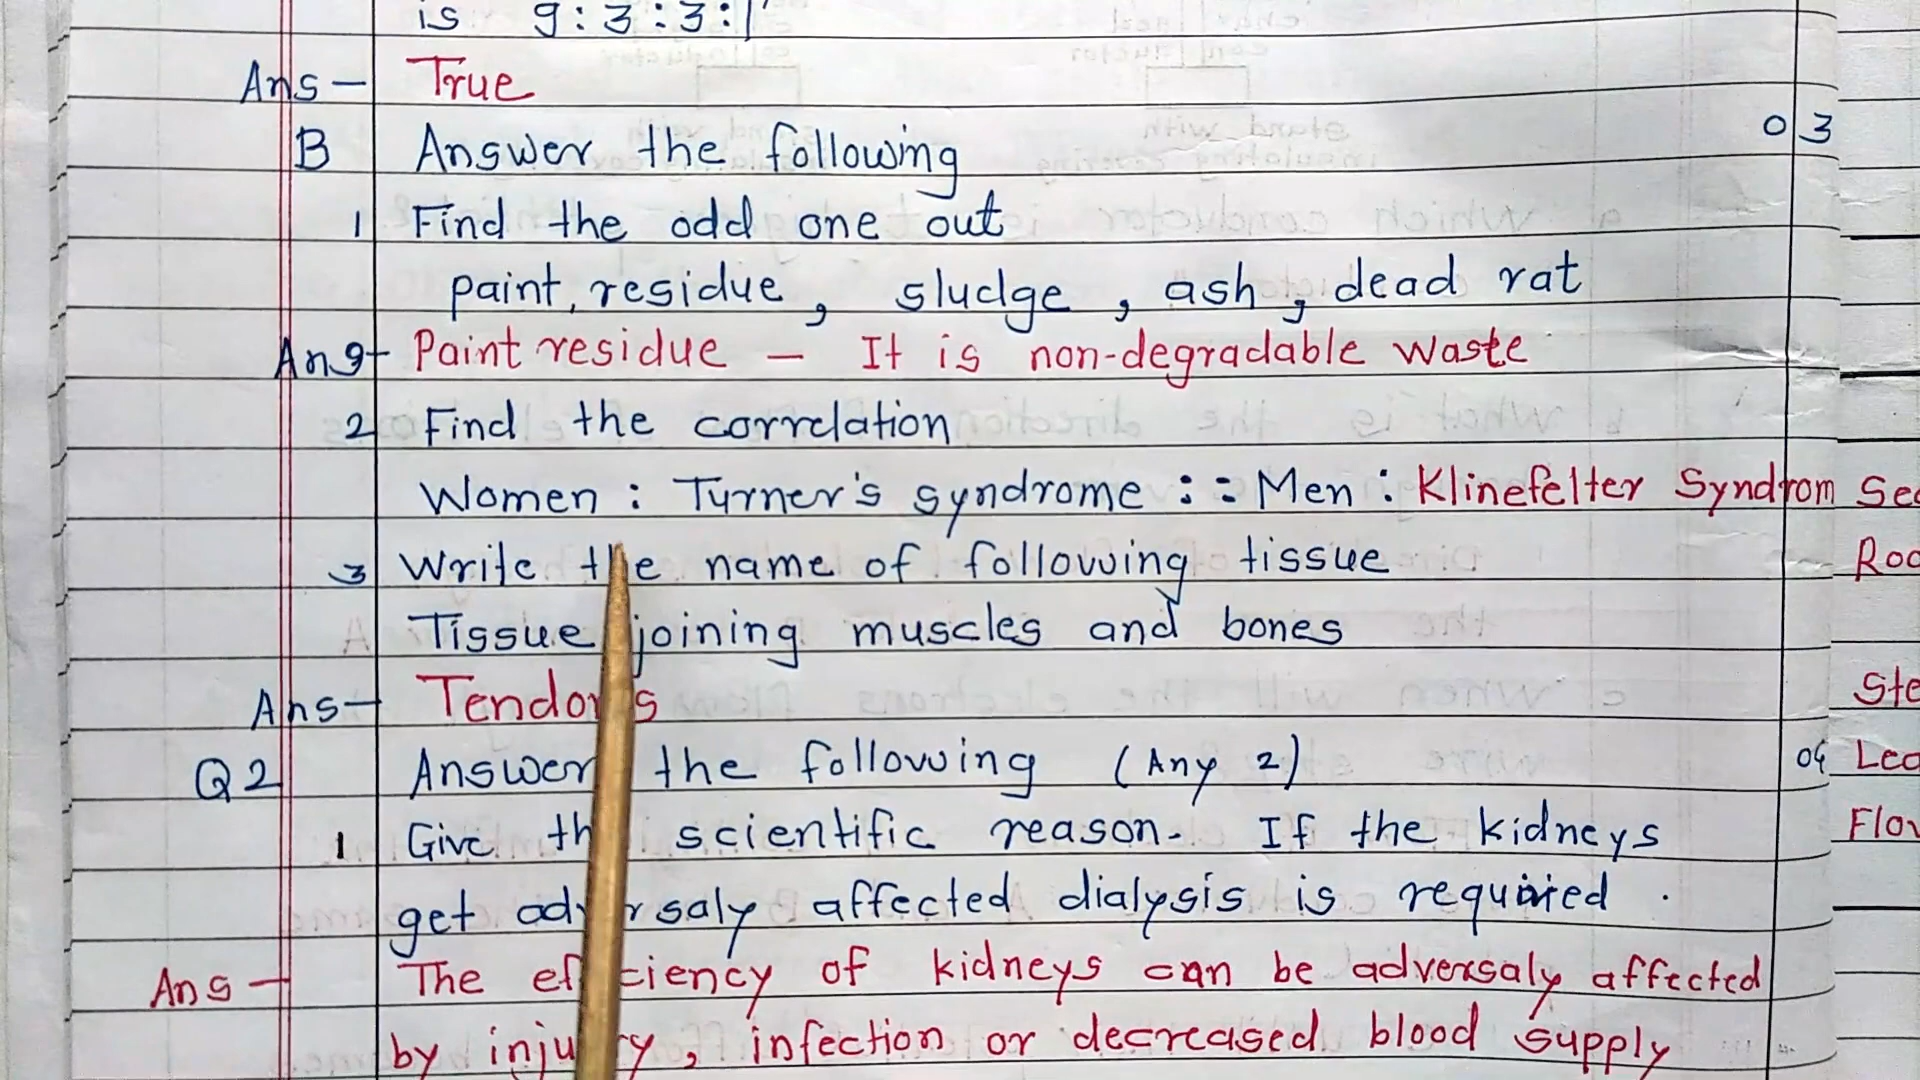 is 9:3:3:1
Ans - True
B Answer the following 03
1 Find the odd one out
paint, residue, sludge, ash, dead rat
Ans - Paint residue - It is non-degradable waste
2 Find the correlation
Women : Turner's syndrome :: Men : Klinefelter Syndrom
3 Write the name of following tissue
Tissue joining muscles and bones
Ans - Tendons
Q2 Answer the following (Any 2) 04
1 Give the scientific reason. If the kidneys
get adversaly affected dialysis is required.
Ans - The efficiency of kidneys can be adversaly affected
by injury, infection or decreased blood supply